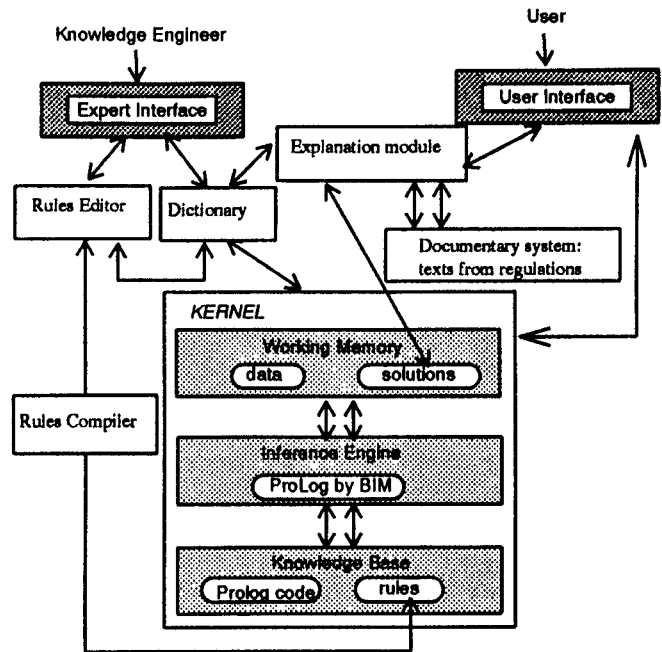 User
Knowledge Engineer
Expert Interface
User Interface
Explanation module
Rules Editor
Dictionary
Documentary system:
texts from regulations
KERNEL
Working Memory
data
solutions
Rules Compiler
Inference Engine
ProLog by BIM
Knowledge Base
Prolog code
rules